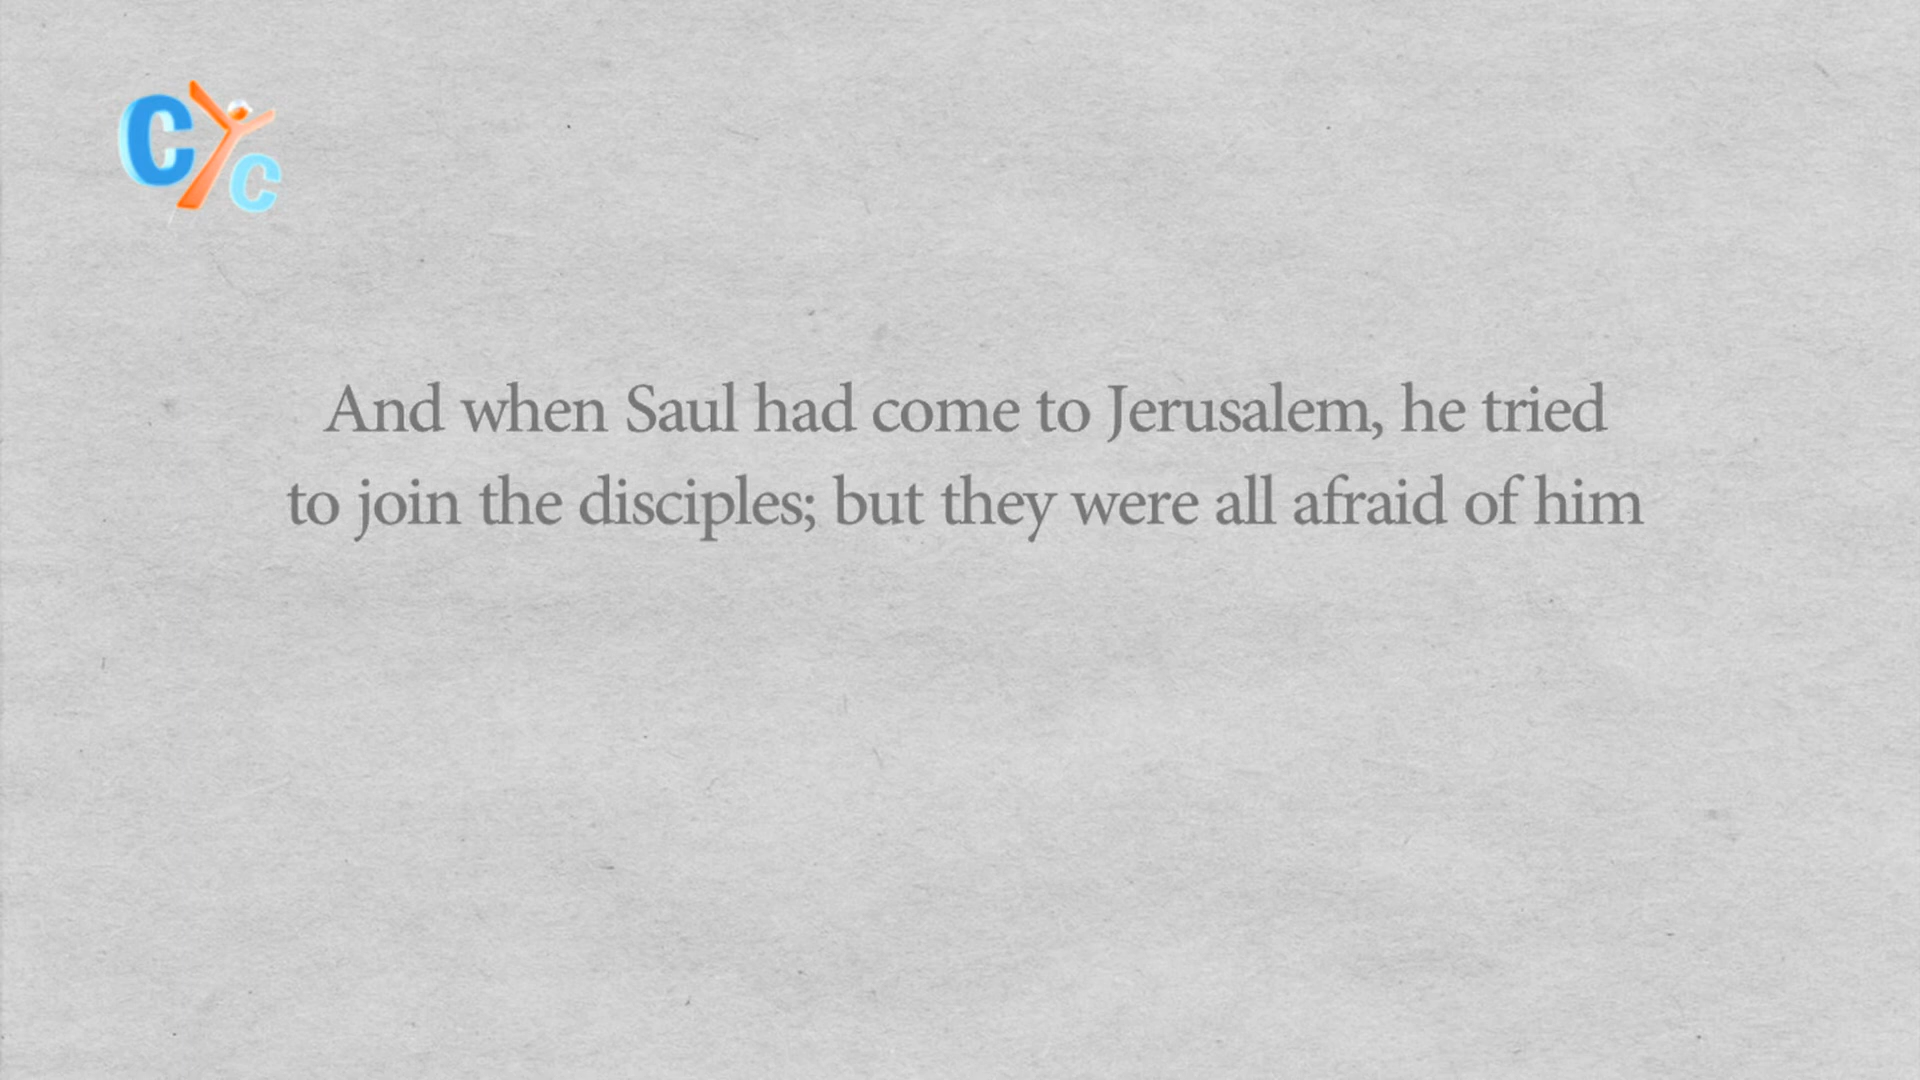 CYC
And when Saul had come to Jerusalem, he tried
to join the disciples; but they were all afraid of him